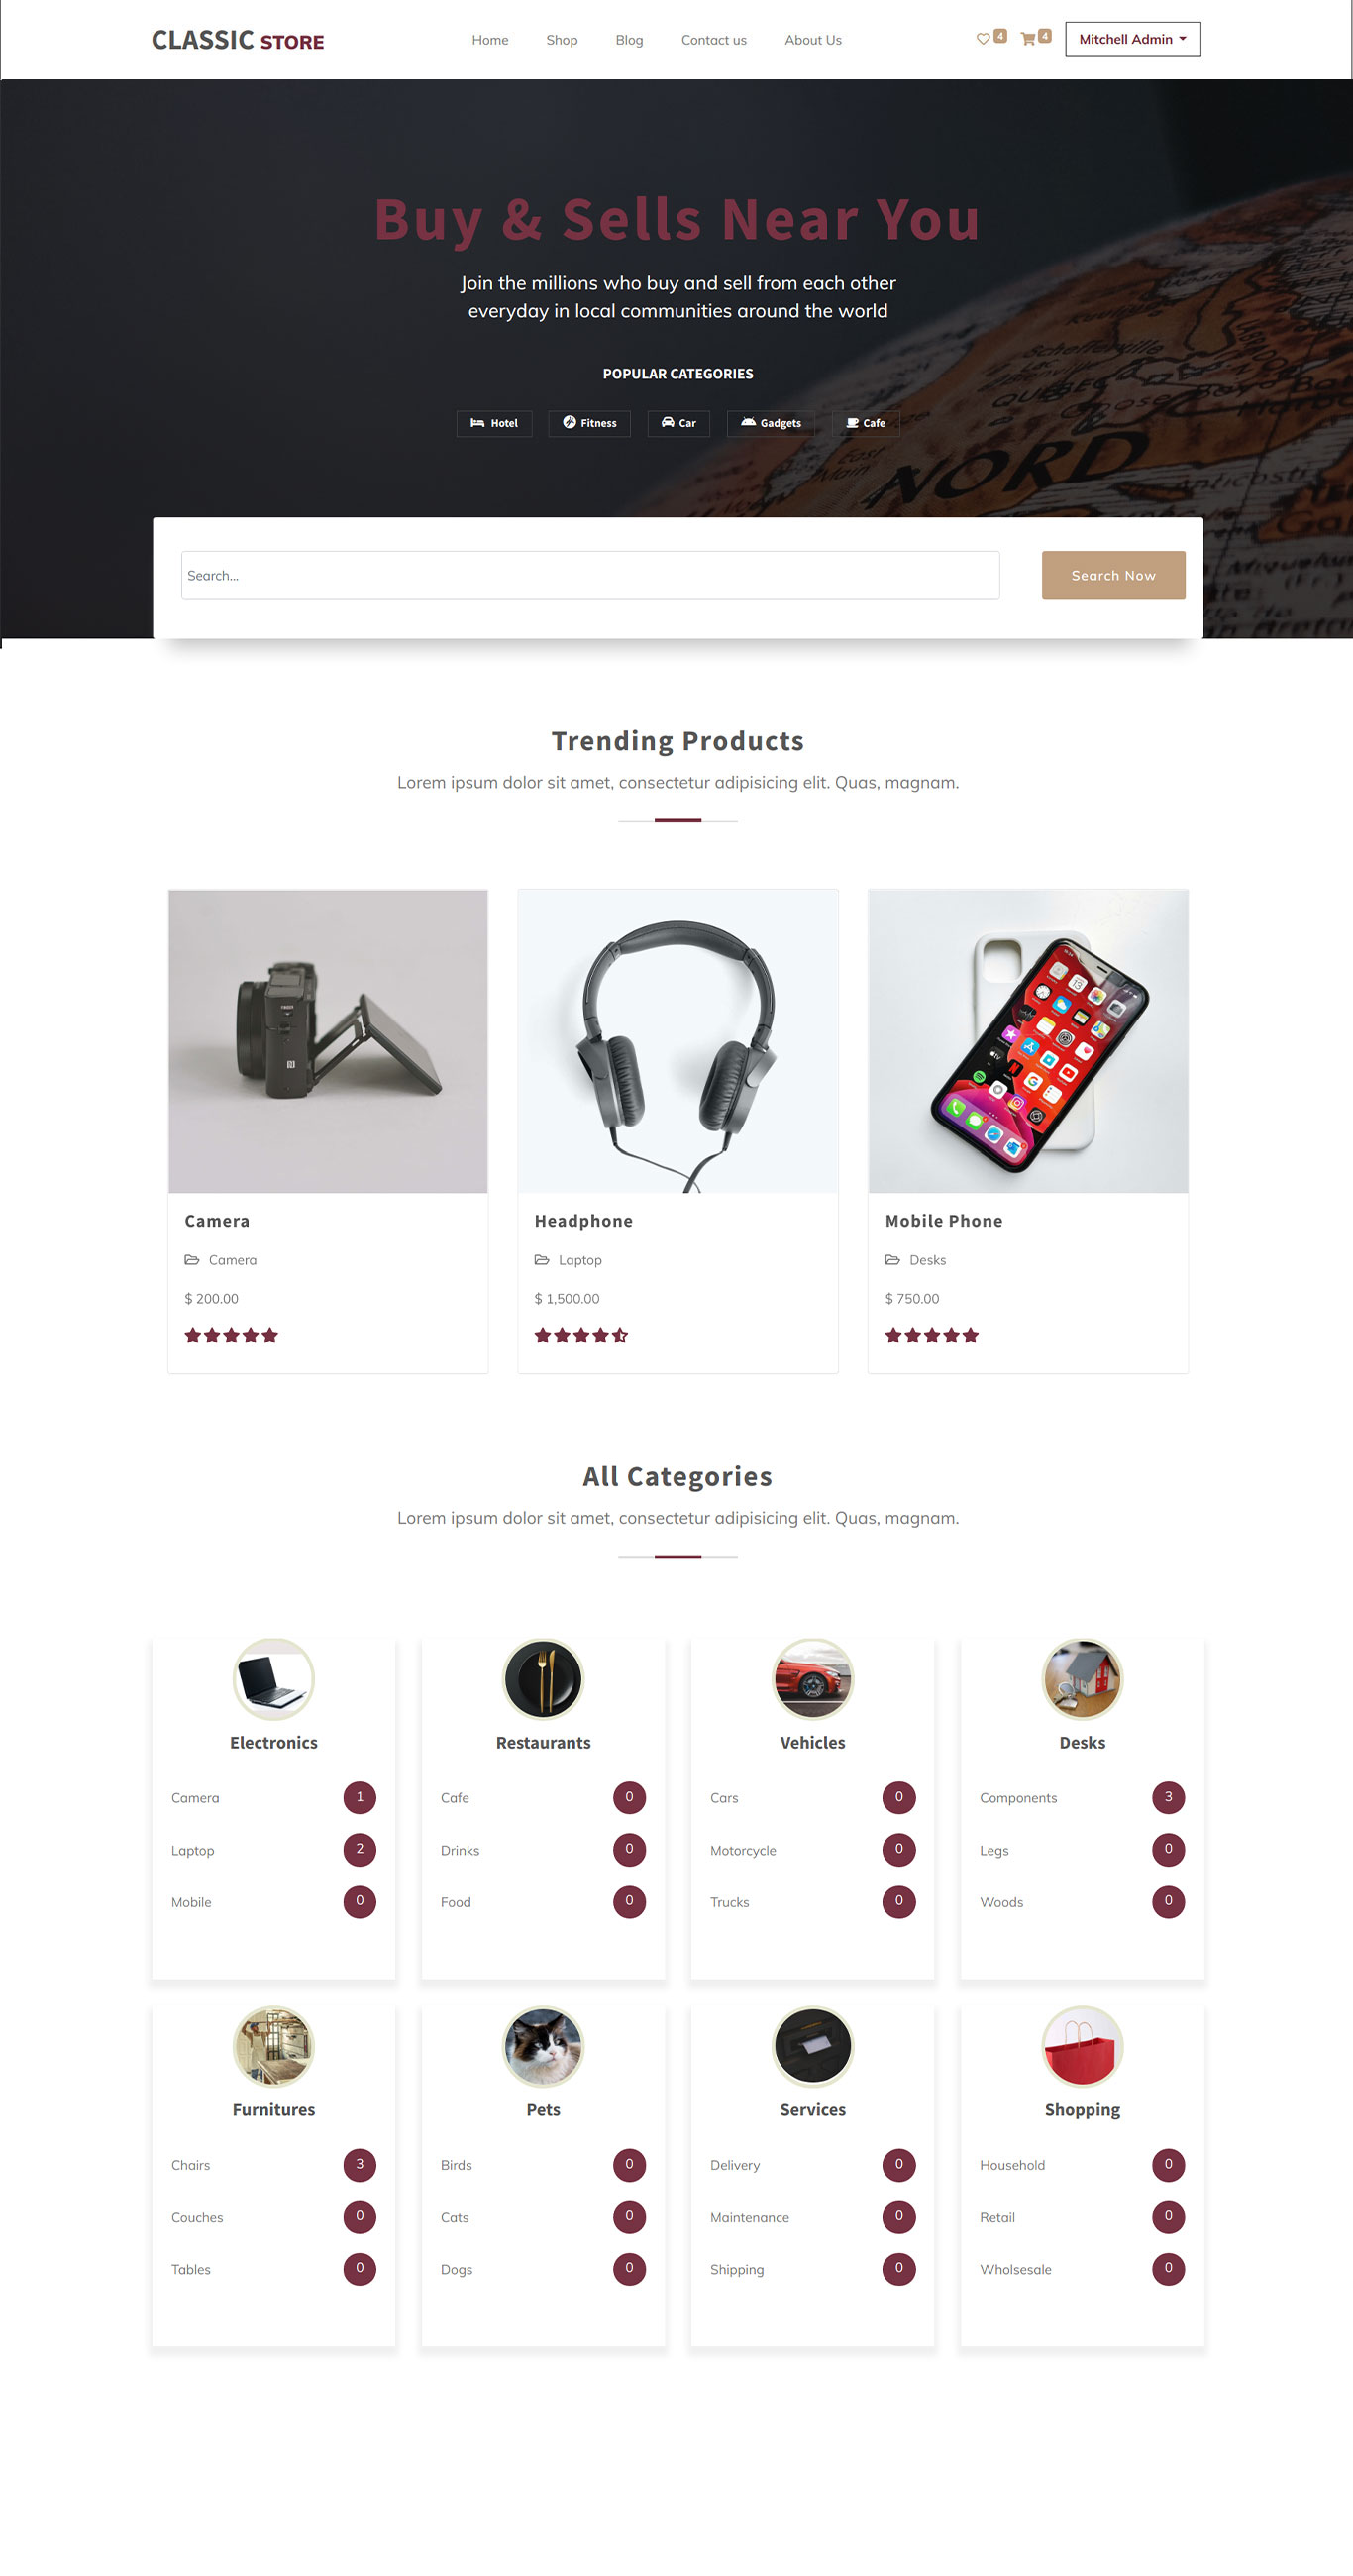 CLASSIC STORE
Home Shop Blog Contact us About Us
4 4 Mitchell Admin
Buy & Sells Near You
Join the millions who buy and sell from each other
everyday in local communities around the world
POPULAR CATEGORIES
Hotel Fitness Car Gadgets Cafe
QUEBEC
NORD
Search...
Search Now
Trending Products
Lorem ipsum dolor sit amet, consectetur adipisicing elit. Quas, magnam.
Camera
Camera
$ 200.00
Headphone
Laptop
$ 1,500.00
Mobile Phone
Desks
$ 750.00
All Categories
Lorem ipsum dolor sit amet, consectetur adipisicing elit. Quas, magnam.
Electronics
Camera 1
Laptop 2
Mobile 0
Restaurants
Cafe 0
Drinks 0
Food 0
Vehicles
Cars 0
Motorcycle 0
Trucks 0
Desks
Components 3
Legs 0
Woods 0
Furnitures
Chairs 3
Couches 0
Tables 0
Pets
Birds 0
Cats 0
Dogs 0
Services
Delivery 0
Maintenance 0
Shipping 0
Shopping
Household 0
Retail 0
Wholsesale 0